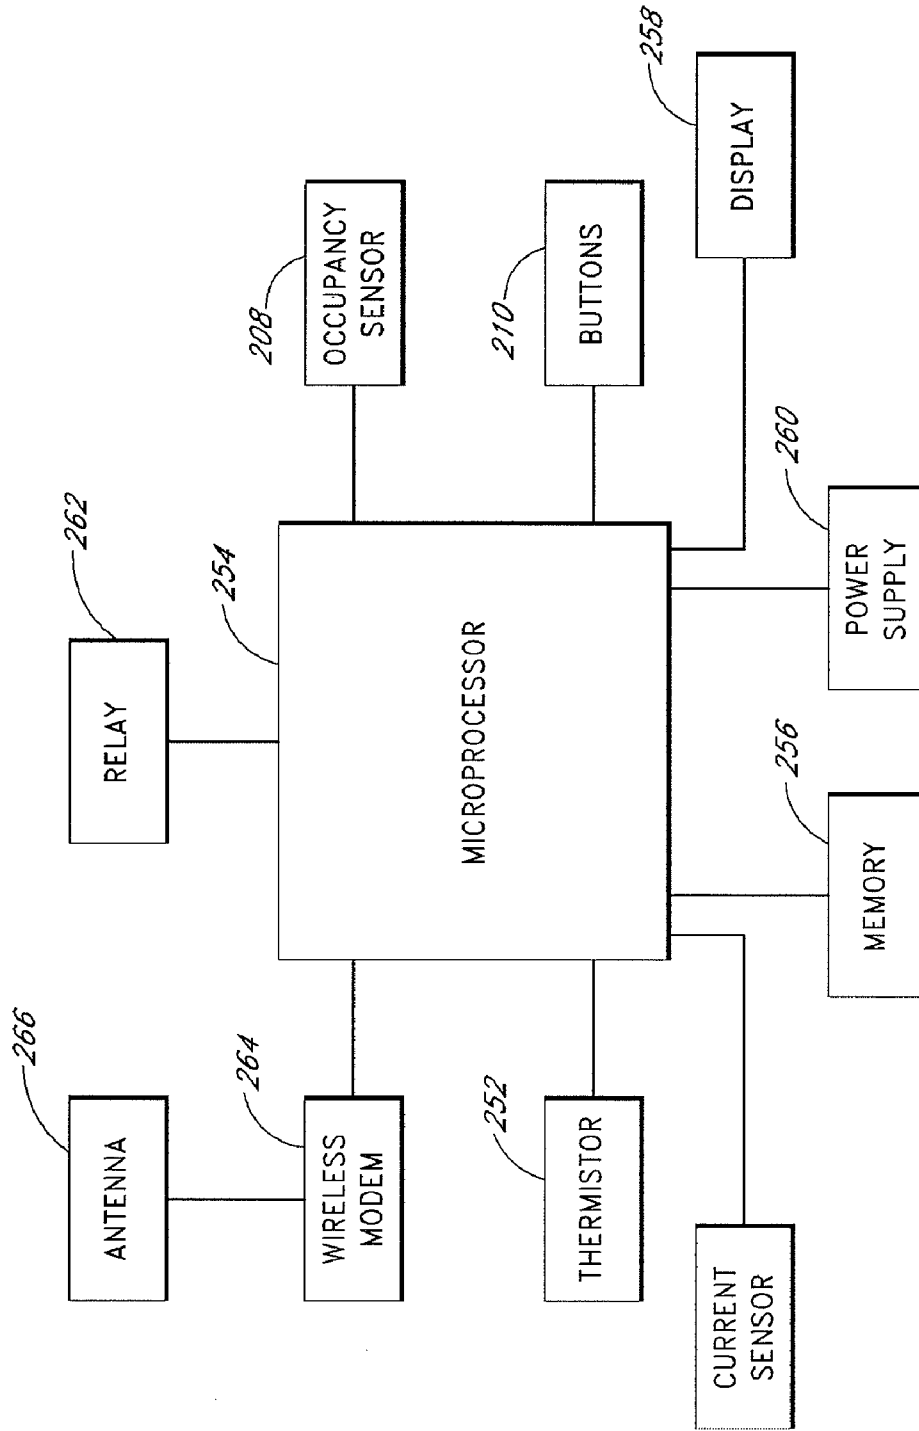 266
ANTENNA
264
WIRELESS
MODEM
252
THERMISTOR
CURRENT
SENSOR
262
RELAY
254
MICROPROCESSOR
256
MEMORY
260
POWER
SUPPLY
208
OCCUPANCY
SENSOR
210
BUTTONS
258
DISPLAY